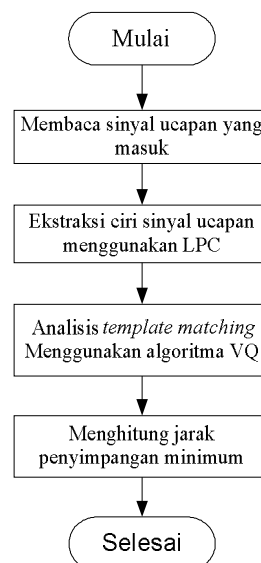 Mulai
Membaca sinyal ucapan yang
masuk
Ekstraksi ciri sinyal ucapan
menggunakan LPC
Analisis template matching
Menggunakan algoritma VQ
Menghitung jarak
penyimpangan minimum
Selesai